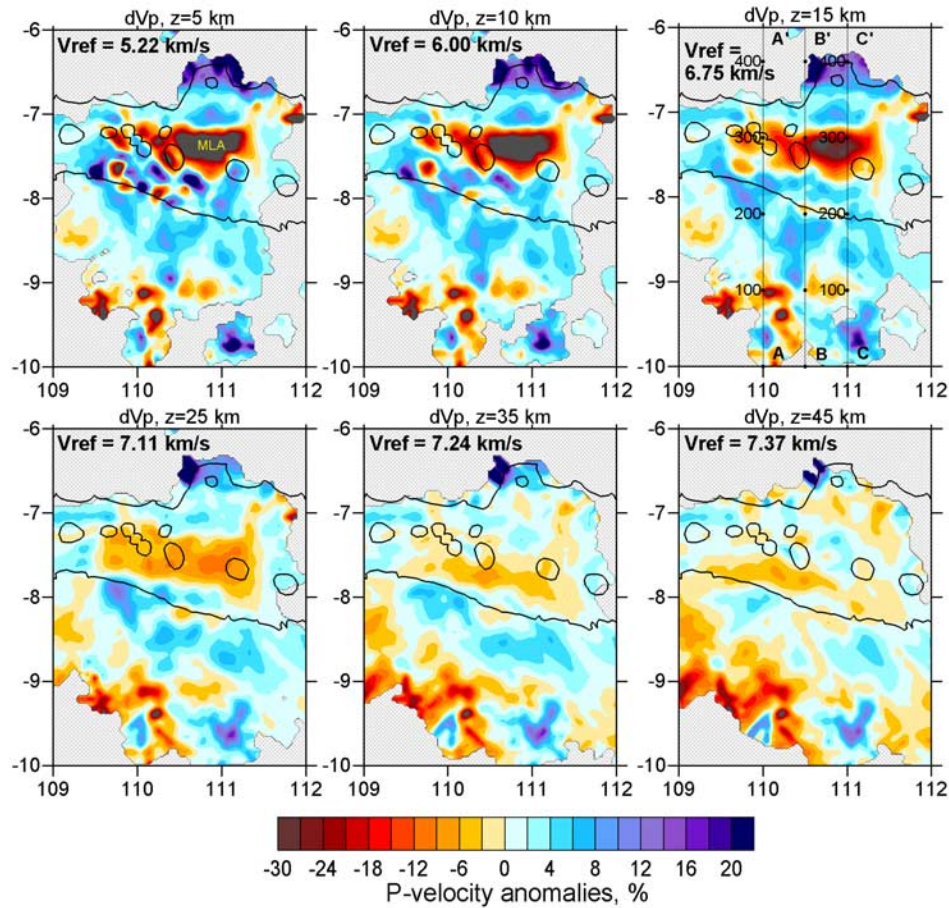 dVp, z=5 km
dVp, z=10 km
dVp, z=15 km
-6
-6
-6
Vref = 5.22 km/s
Vref = 6.00 km/s
Vref =
6.75 km/s
A' B' C'
400 400 400
-7
-7
-7
MLA
300 300 300
-8
-8
-8
200 200 200
-9
-9
-9
100 100 100
A B C
-10
-10
-10
109 110 111 112
109 110 111 112
109 110 111 112
dVp, z=25 km
dVp, z=35 km
dVp, z=45 km
-6
-6
-6
Vref = 7.11 km/s
Vref = 7.24 km/s
Vref = 7.37 km/s
-7
-7
-7
-8
-8
-8
-9
-9
-9
-10
-10
-10
109 110 111 112
109 110 111 112
109 110 111 112
-30 -24 -18 -12 -6 0 4 8 12 16 20
P-velocity anomalies, %